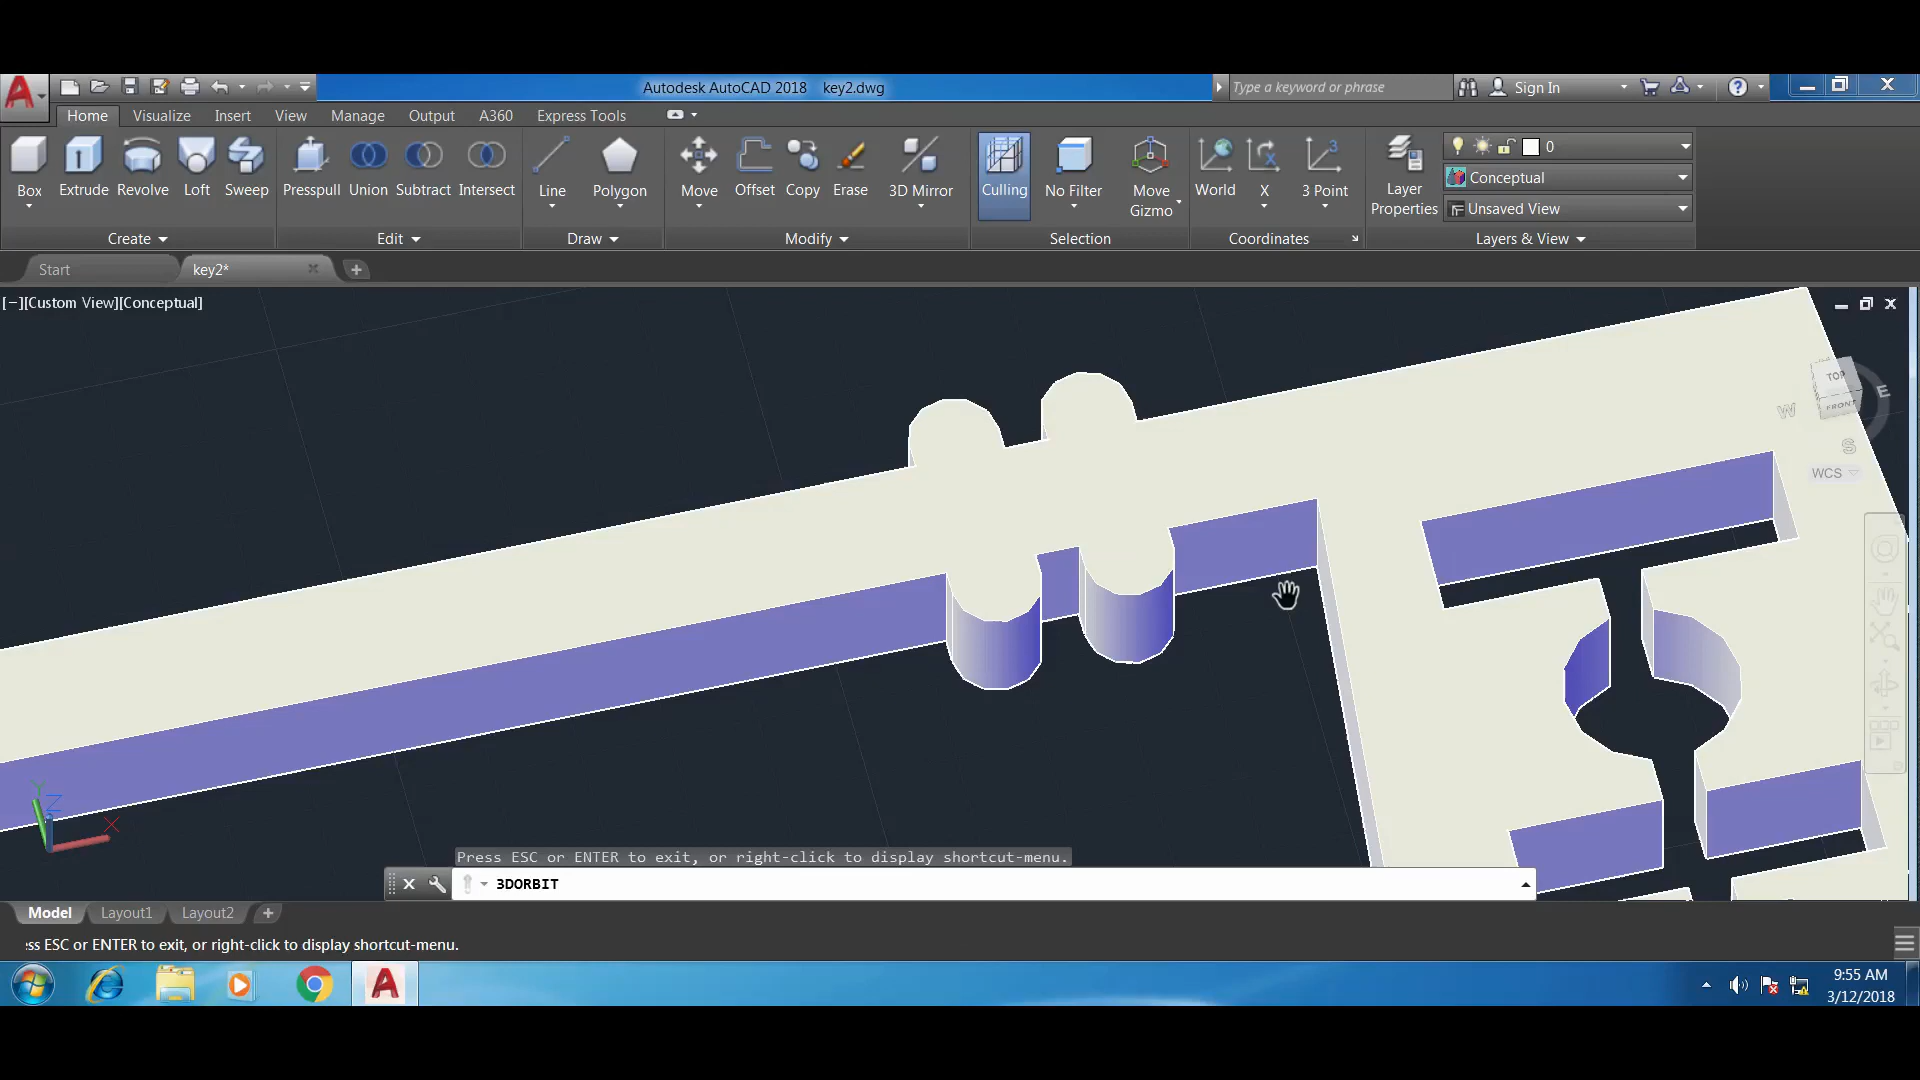 Autodesk AutoCAD 2018 key2.dwg
Type a keyword or phrase
Sign In
Home Visualize Insert View Manage Output A360 Express Tools
Box Extrude Revolve Loft Sweep Presspull Union Subtract Intersect Line Polygon Move Offset Copy Erase 3D Mirror Culling No Filter Move Gizmo World X 3 Point Layer Properties
0
Conceptual
Unsaved View
Create Edit Draw Modify Selection Coordinates Layers & View
Start key2*
[−][Custom View][Conceptual]
TOP
FRONT
E
W
S
WCS
Y
Z
X
Press ESC or ENTER to exit, or right-click to display shortcut-menu.
3DORBIT
Model Layout1 Layout2
ss ESC or ENTER to exit, or right-click to display shortcut-menu.
9:55 AM
3/12/2018